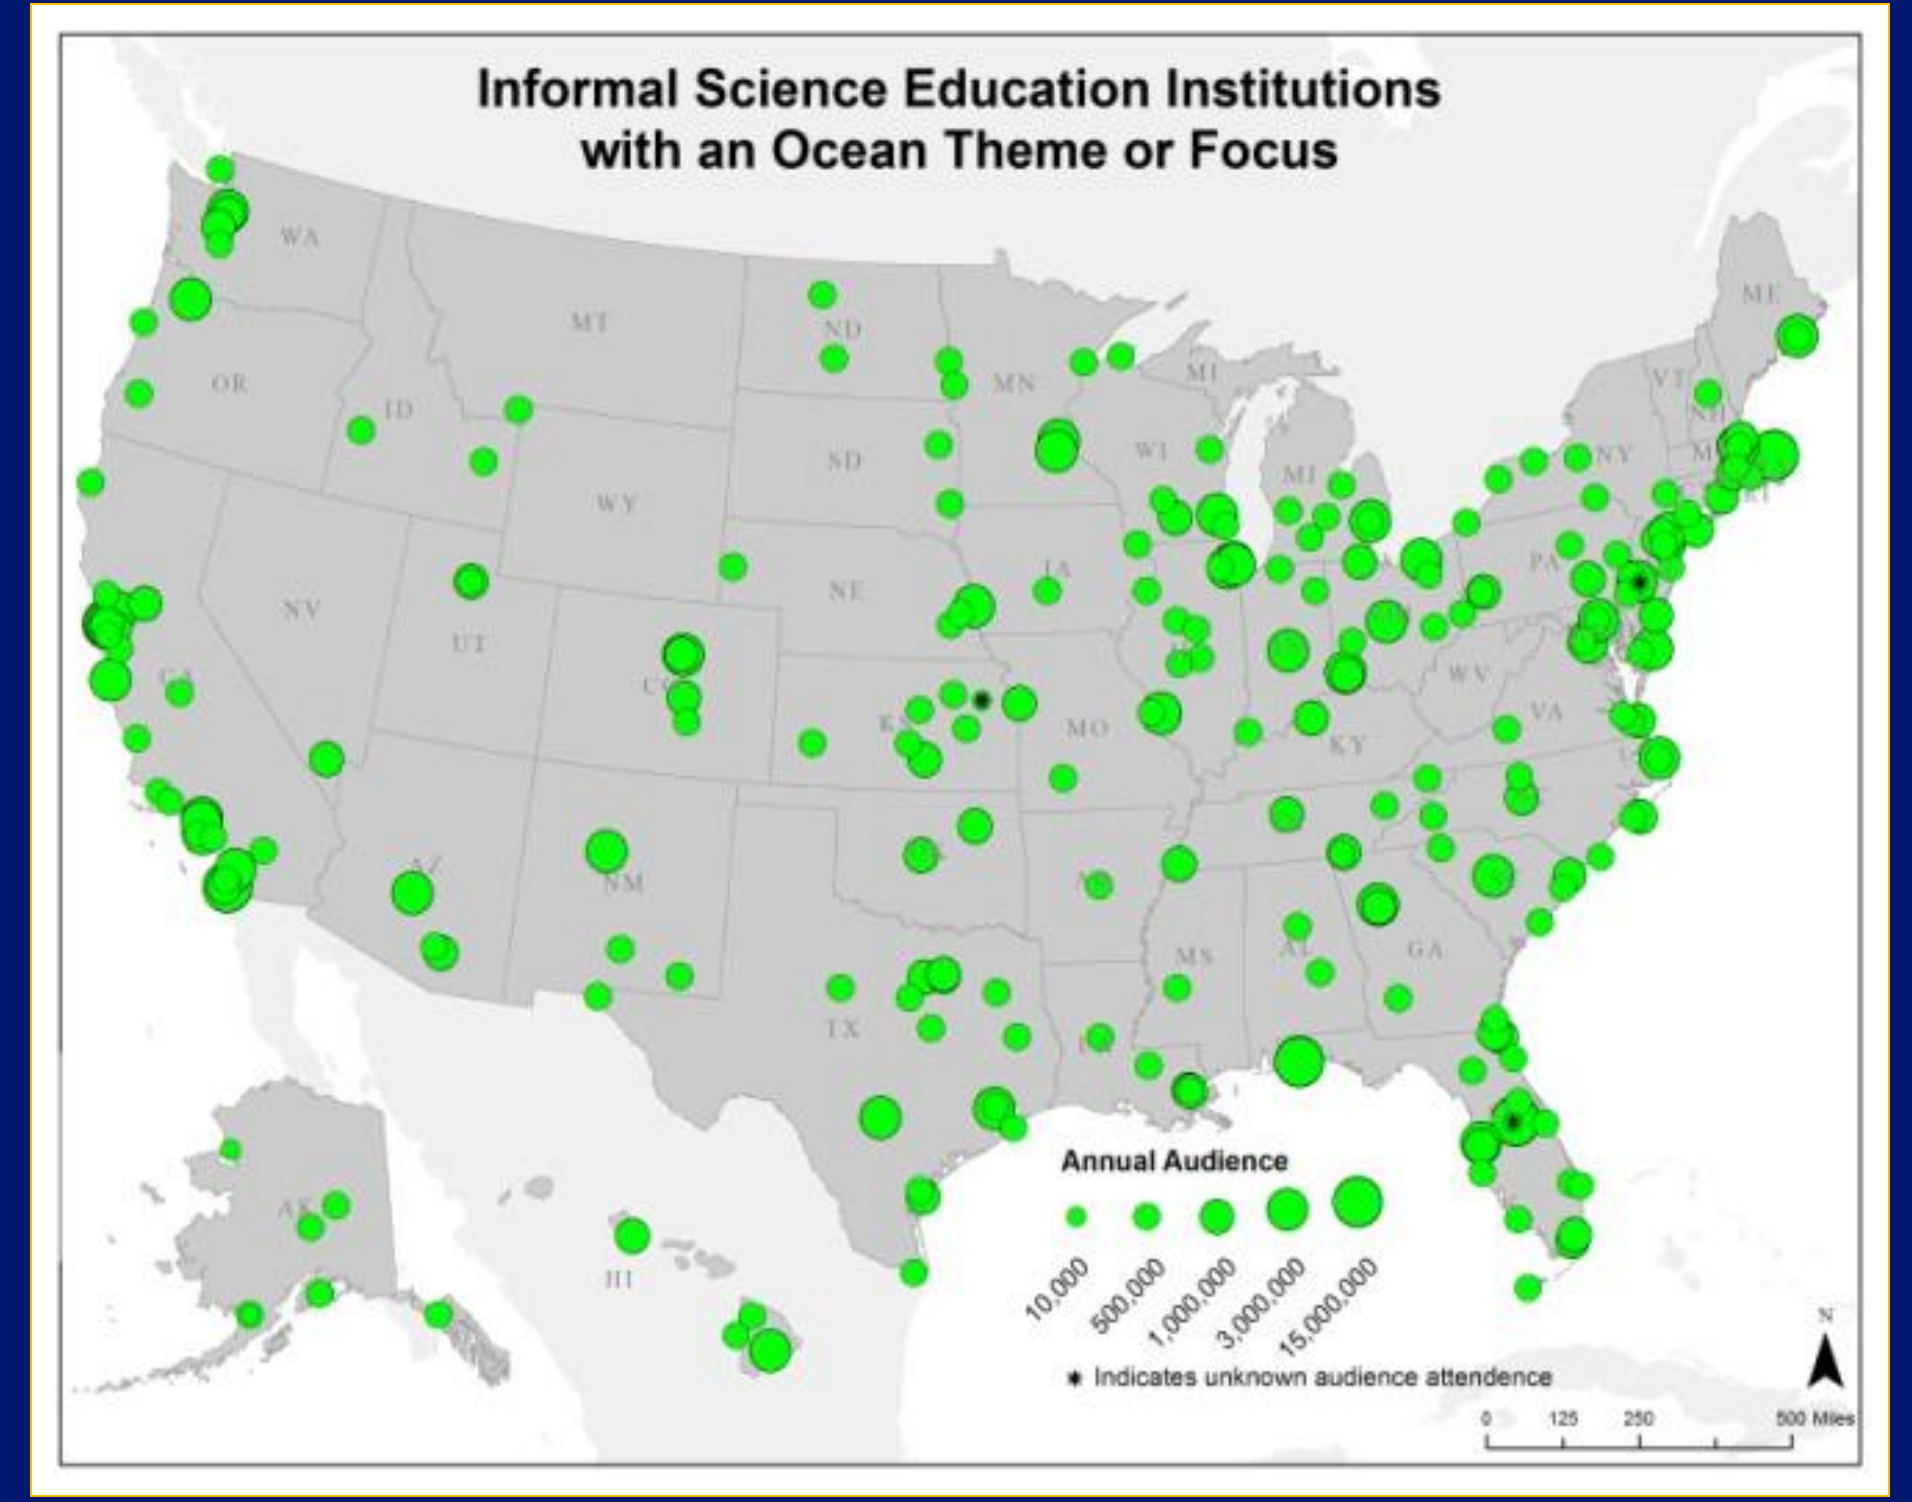 Informal Science Education Institutions
with an Ocean Theme or Focus
WA
MT
ND
ME
OR
MN
MI
VT
ID
NH
SD
WI
NY
MI
WY
RI
IA
PA
NE
NV
UT
WV
VA
MO
KY
AZ
NM
MS
AL
GA
TX
AK
HI
Annual Audience
10,000
500,000
1,000,000
3,000,000
15,000,000
* Indicates unknown audience attendence
N
0 125 250 500 Miles